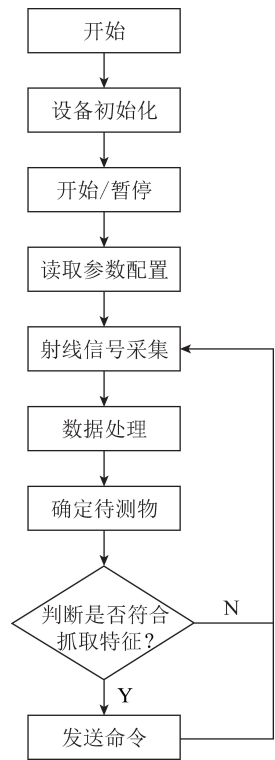 开始
设备初始化
开始/暂停
读取参数配置
射线信号采集
数据处理
确定待测物
判断是否符合
抓取特征?
N
Y
发送命令